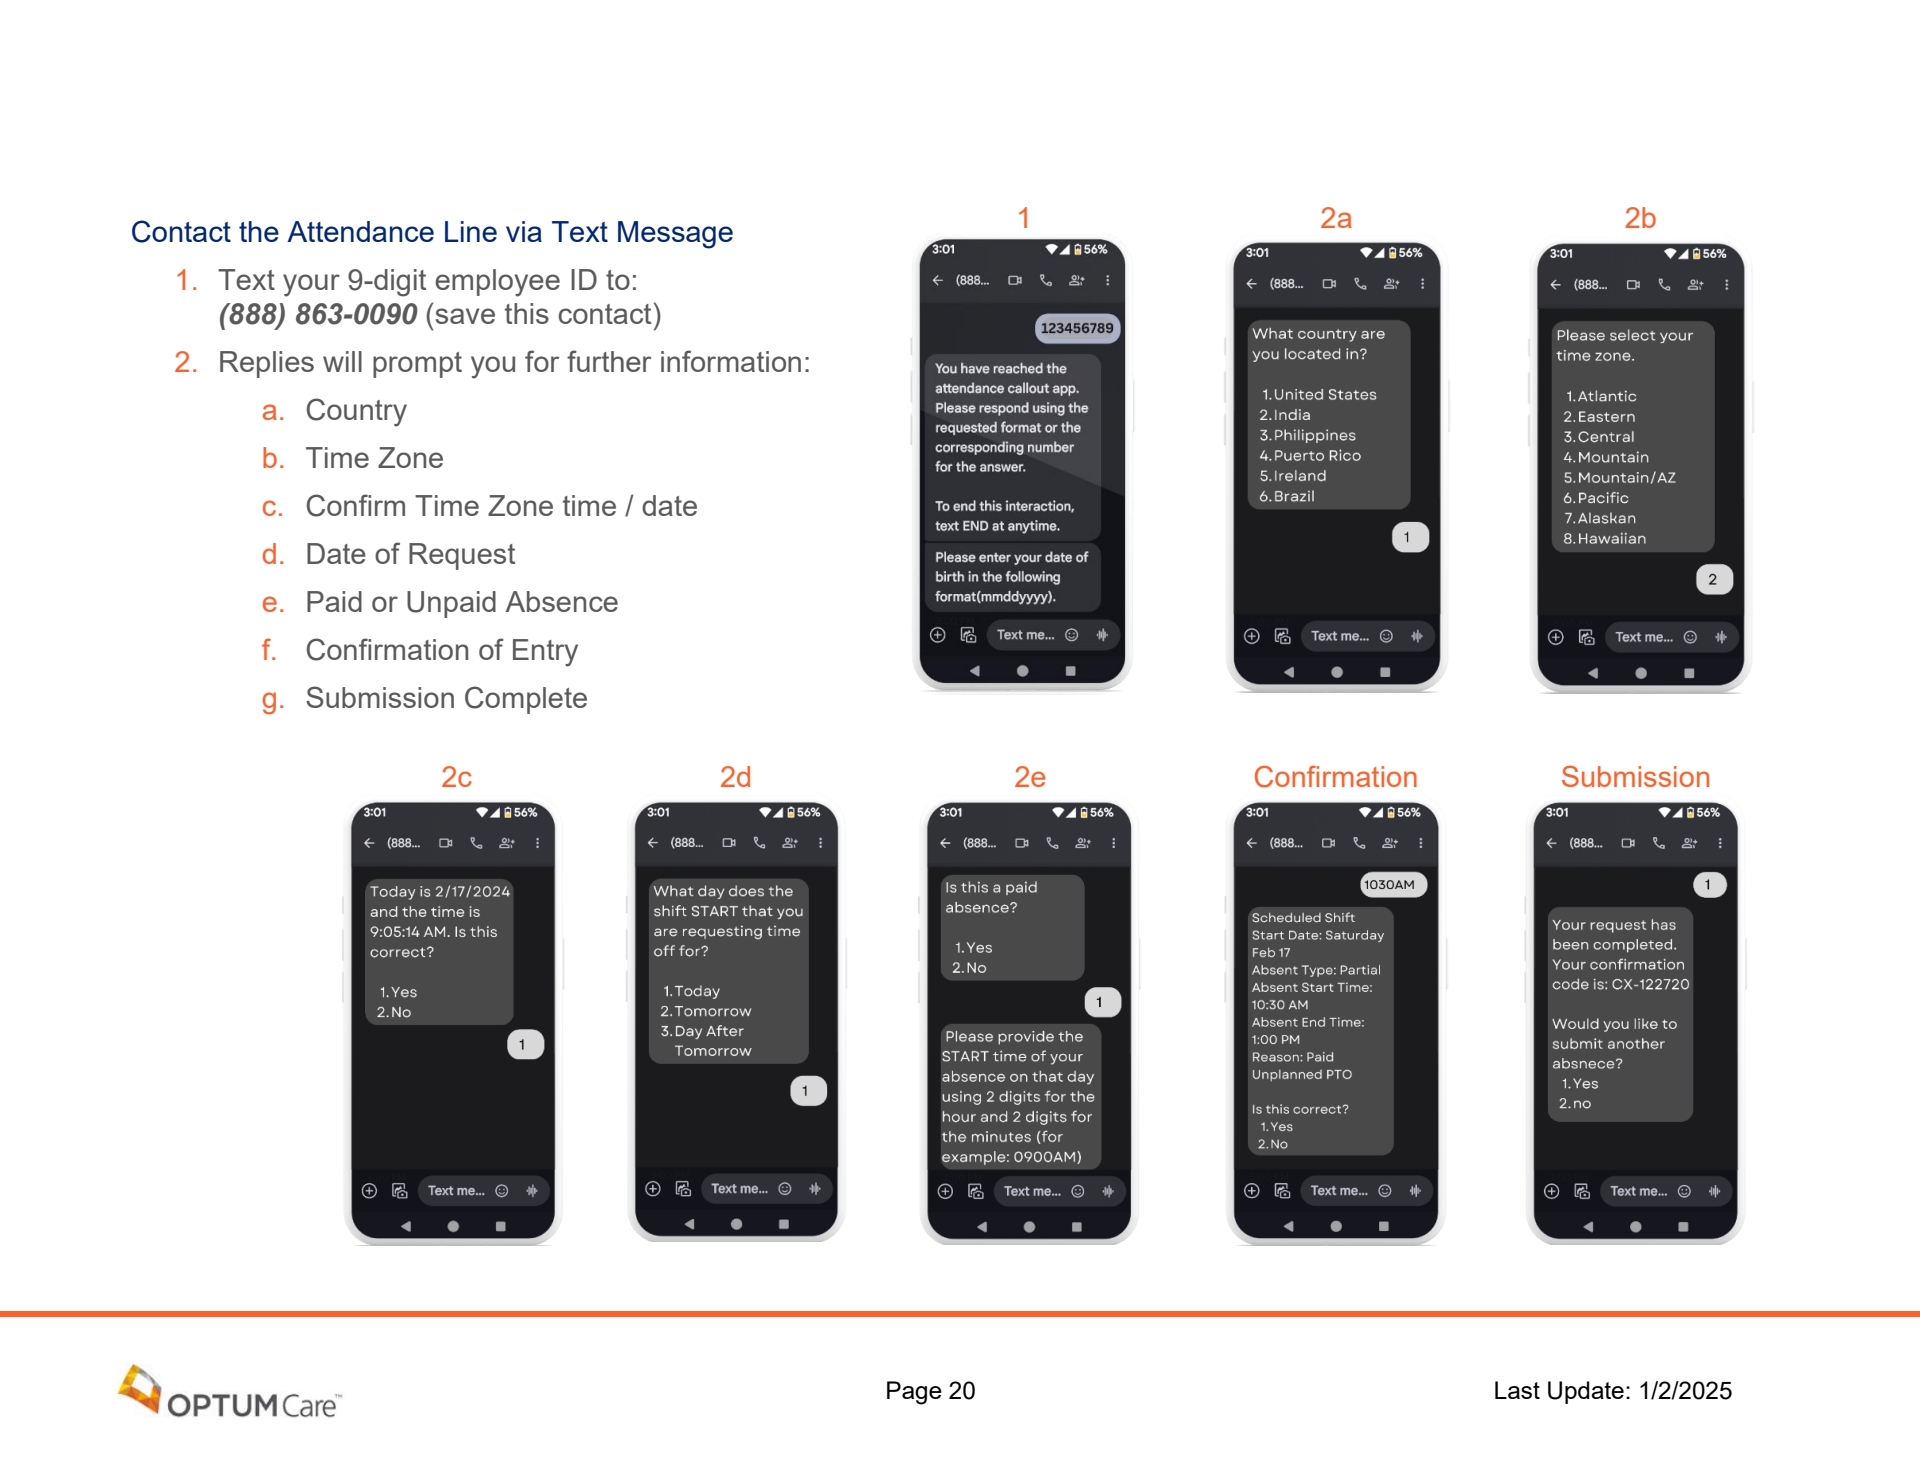 Contact the Attendance Line via Text Message
1. Text your 9-digit employee ID to:
(888) 863-0090 (save this contact)
2. Replies will prompt you for further information:
a. Country
b. Time Zone
c. Confirm Time Zone time / date
d. Date of Request
e. Paid or Unpaid Absence
f. Confirmation of Entry
g. Submission Complete
1
3:01 56%
(888...
123456789
You have reached the
attendance callout app.
Please respond using the
requested format or the
corresponding number
for the answer.
To end this interaction,
text END at anytime.
Please enter your date of
birth in the following
format(mmddyyyy).
Text me...
2a
3:01 56%
(888...
What country are
you located in?
1.United States
2.India
3.Philippines
4.Puerto Rico
5.Ireland
6.Brazil
1
Text me...
2b
3:01 56%
(888...
Please select your
time zone.
1.Atlantic
2.Eastern
3.Central
4.Mountain
5.Mountain/AZ
6.Pacific
7.Alaskan
8.Hawaiian
2
Text me...
2c
3:01 56%
(888...
Today is 2/17/2024
and the time is
9:05:14 AM. Is this
correct?
1.Yes
2.No
1
Text me...
2d
3:01 56%
(888...
What day does the
shift START that you
are requesting time
off for?
1.Today
2.Tomorrow
3.Day After
Tomorrow
1
Text me...
2e
3:01 56%
(888...
Is this a paid
absence?
1.Yes
2.No
1
Please provide the
START time of your
absence on that day
using 2 digits for the
hour and 2 digits for
the minutes (for
example: 0900AM)
Text me...
Confirmation
3:01 56%
(888...
1030AM
Scheduled Shift
Start Date: Saturday
Feb 17
Absent Type: Partial
Absent Start Time:
10:30 AM
Absent End Time:
1:00 PM
Reason: Paid
Unplanned PTO
Is this correct?
1.Yes
2.No
Text me...
Submission
3:01 56%
(888...
1
Your request has
been completed.
Your confirmation
code is: CX-122720
Would you like to
submit another
absnece?
1.Yes
2.no
Text me...
OPTUM Care™
Page 20
Last Update: 1/2/2025